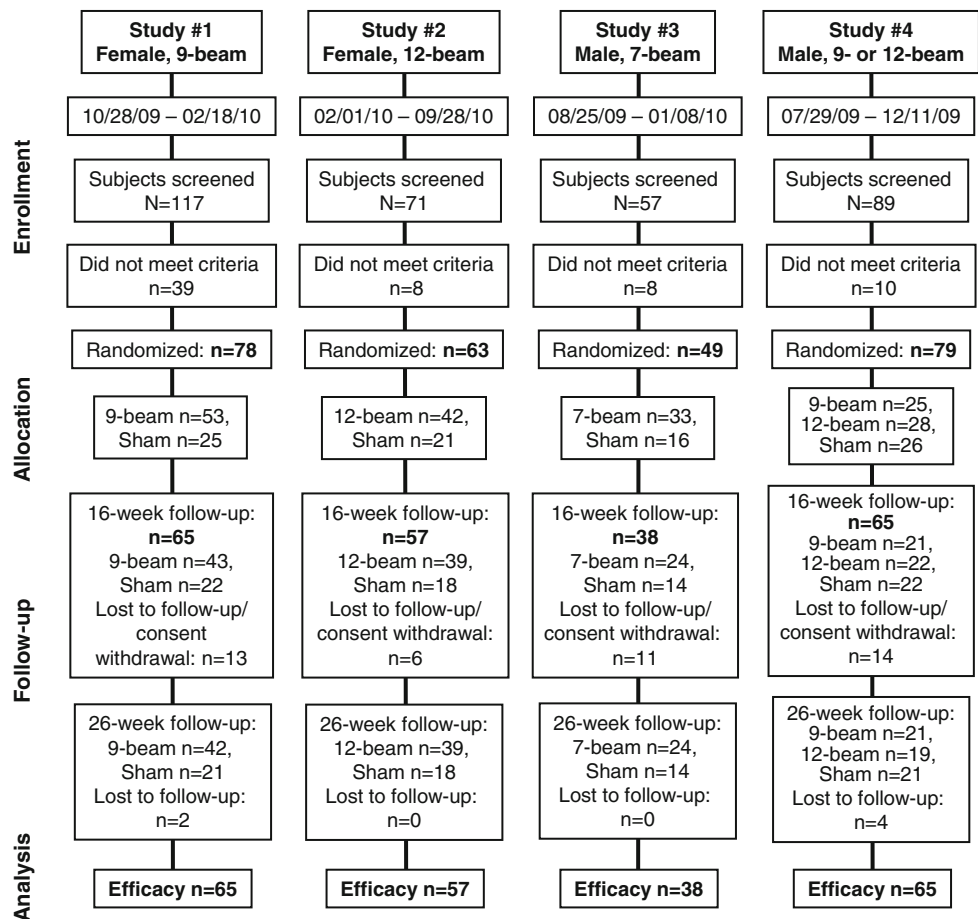 Enrollment
Allocation
Follow-up
Analysis
Study #1
Female, 9-beam
10/28/09 – 02/18/10
Subjects screened
N=117
Did not meet criteria
n=39
Randomized: n=78
9-beam n=53,
Sham n=25
16-week follow-up:
n=65
9-beam n=43,
Sham n=22
Lost to follow-up/
consent
withdrawal: n=13
26-week follow-up:
9-beam n=42,
Sham n=21
Lost to follow-up:
n=2
Efficacy n=65
Study #2
Female, 12-beam
02/01/10 – 09/28/10
Subjects screened
N=71
Did not meet criteria
n=8
Randomized: n=63
12-beam n=42,
Sham n=21
16-week follow-up:
n=57
12-beam n=39,
Sham n=18
Lost to follow-up/
consent withdrawal:
n=6
26-week follow-up:
12-beam n=39,
Sham n=18
Lost to follow-up:
n=0
Efficacy n=57
Study #3
Male, 7-beam
08/25/09 – 01/08/10
Subjects screened
N=57
Did not meet criteria
n=8
Randomized: n=49
7-beam n=33,
Sham n=16
16-week follow-up:
n=38
7-beam n=24,
Sham n=14
Lost to follow-up/
consent withdrawal:
n=11
26-week follow-up:
7-beam n=24,
Sham n=14
Lost to follow-up:
n=0
Efficacy n=38
Study #4
Male, 9- or 12-beam
07/29/09 – 12/11/09
Subjects screened
N=89
Did not meet criteria
n=10
Randomized: n=79
9-beam n=25,
12-beam n=28,
Sham n=26
16-week follow-up:
n=65
9-beam n=21,
12-beam n=22,
Sham n=22
Lost to follow-up/
consent withdrawal:
n=14
26-week follow-up:
9-beam n=21,
12-beam n=19,
Sham n=21
Lost to follow-up:
n=4
Efficacy n=65